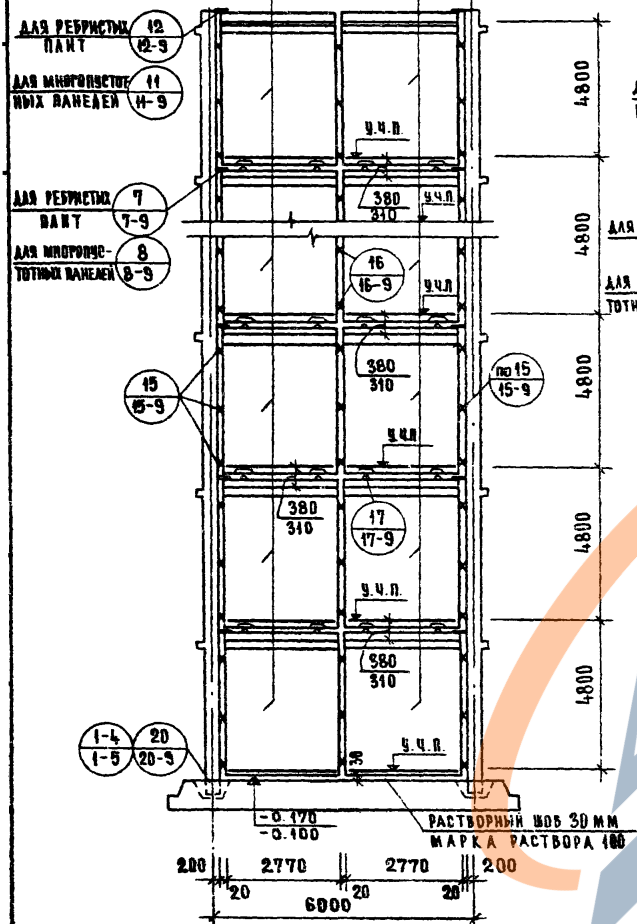 ДЛЯ РЕБРИСТЫХ
ПЛИТ
12
12-9
ДЛЯ МНОГОПУСТОТ
НЫХ ПАНЕЛЕЙ
11
11-9
4800
У.Ч.П.
ДЛЯ РЕБРИСТЫХ
ПЛИТ
7
7-9
380
310
У.Ч.П.
4800
ДЛЯ
ДЛЯ МНОГОПУС-
ТОТНЫХ ПАНЕЛЕЙ
8
8-9
16
16-9
У.Ч.П
ДЛЯ
ТОТН
380
310
15
15-9
по 15
15-9
4800
У.Ч.П
380
310
17
17-9
4800
У.Ч.П.
380
310
4800
1-4
1-5
20
20-9
30
У.Ч.П.
-0.170
-0.100
РАСТВОРНЫЙ ШОВ 30 ММ
МАРКА РАСТВОРА 100
200 2770 2770 200
20 20 20
6000